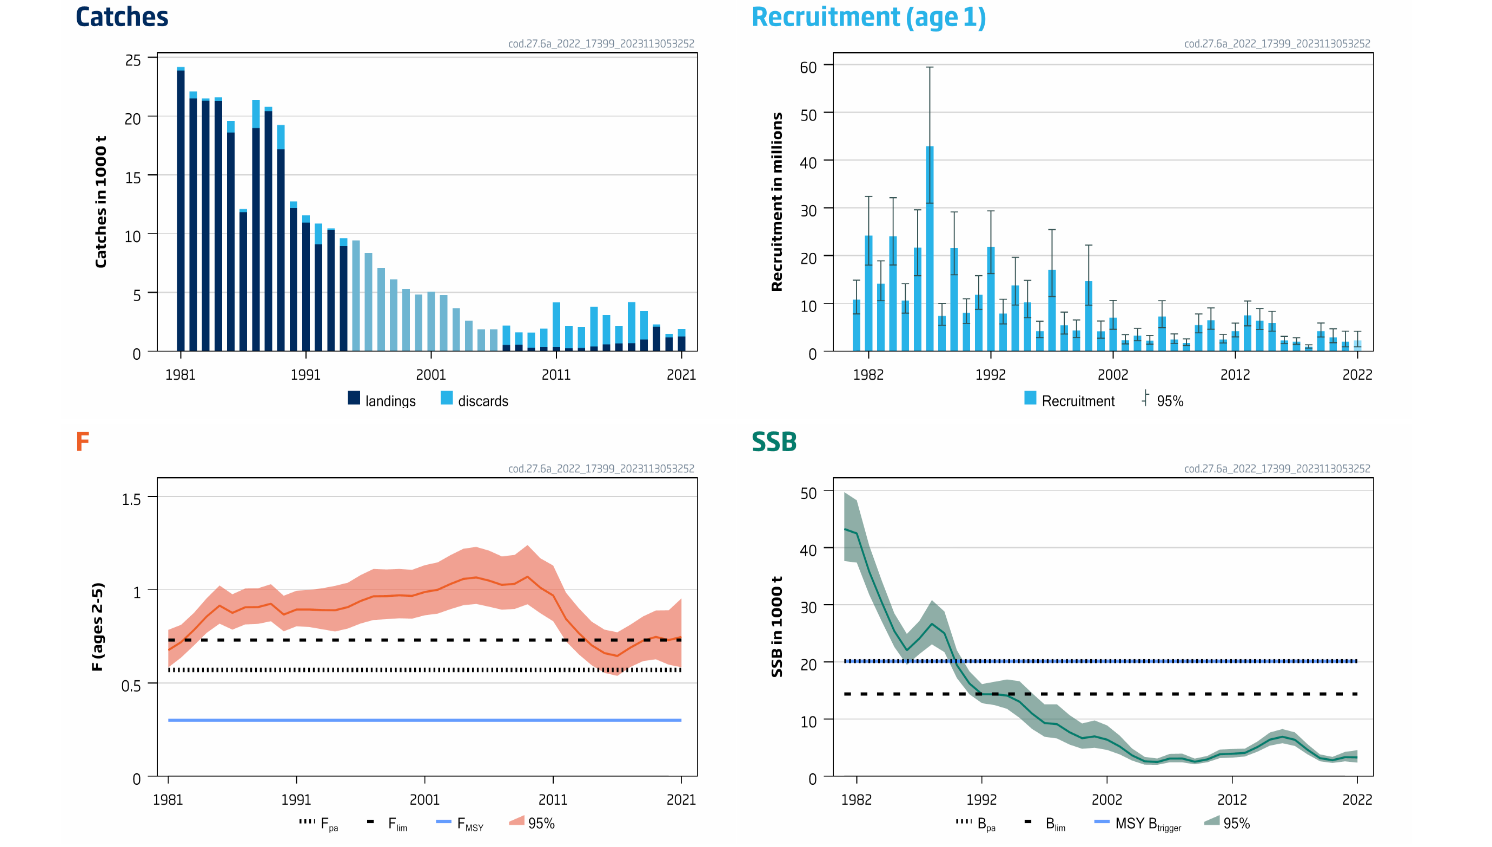 Catches
cod.27.6a_2022_17399_2023113053252
Catches in 1000 t
25
20
15
10
5
0
1981 1991 2001 2011 2021
landings discards
Recruitment (age 1)
cod.27.6a_2022_17399_2023113053252
Recruitment in millions
60
50
40
30
20
10
0
1982 1992 2002 2012 2022
Recruitment 95%
F
cod.27.6a_2022_17399_2023113053252
F (ages 2-5)
1.5
1
0.5
0
1981 1991 2001 2011 2021
Fpa Flim FMSY 95%
SSB
cod.27.6a_2022_17399_2023113053252
SSB in 1000 t
50
40
30
20
10
0
1982 1992 2002 2012 2022
Bpa Blim MSY Btrigger 95%